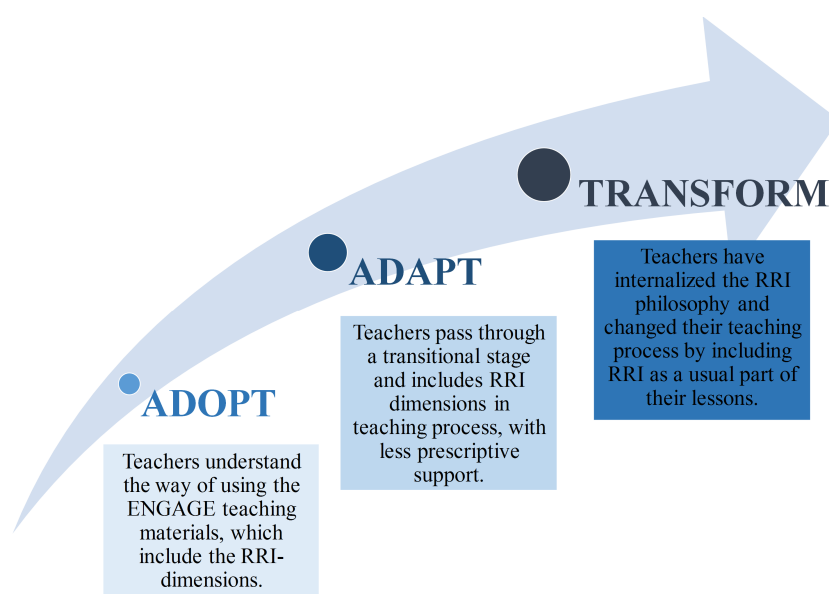 ADOPT
Teachers understand
the way of using the
ENGAGE teaching
materials, which
include the RRI-
dimensions.
ADAPT
Teachers pass through
a transitional stage
and includes RRI
dimensions in
teaching process, with
less prescriptive
support.
TRANSFORM
Teachers have
internalized the RRI
philosophy and
changed their teaching
process by including
RRI as a usual part of
their lessons.